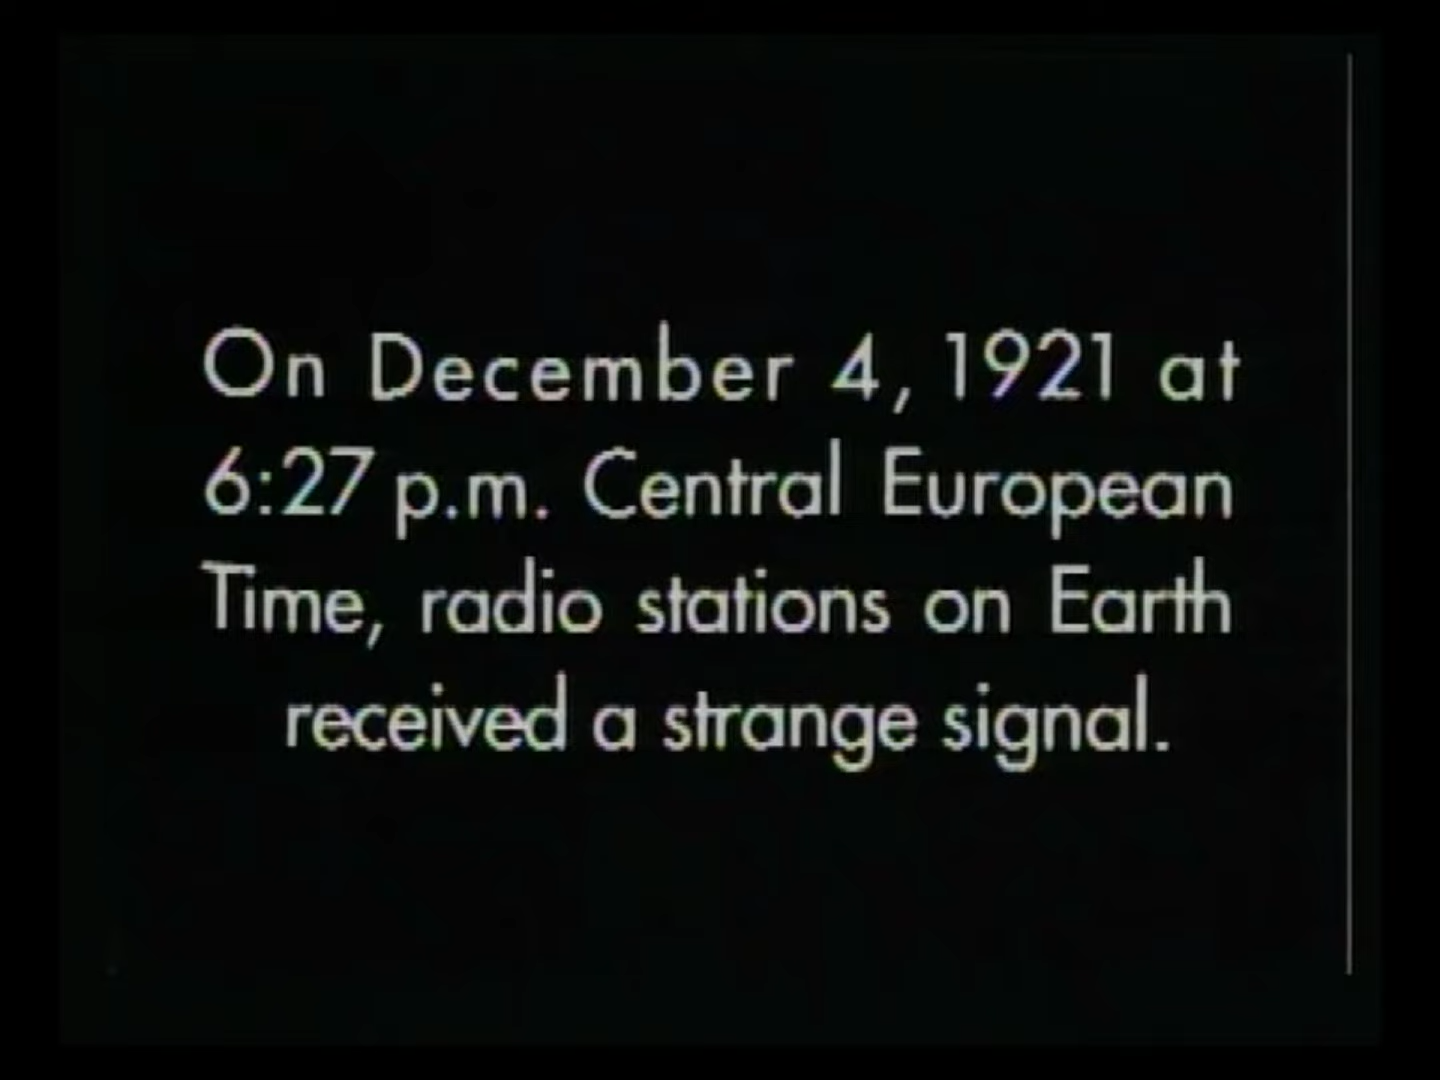 On December 4, 1921 at
6:27 p.m. Central European
Time, radio stations on Earth
received a strange signal.